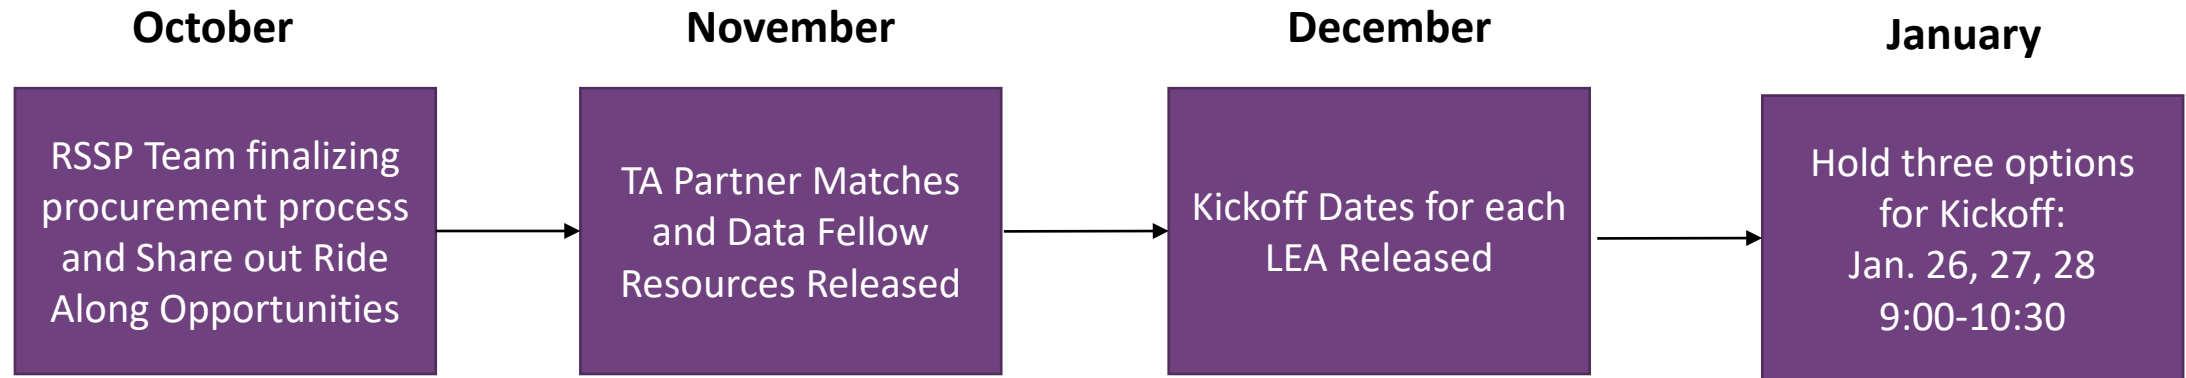 October
RSSP Team finalizing
procurement process
and Share out Ride
Along Opportunities
November
TA Partner Matches
and Data Fellow
Resources Released
December
Kickoff Dates for each
LEA Released
January
Hold three options
for Kickoff:
Jan. 26, 27, 28
9:00-10:30